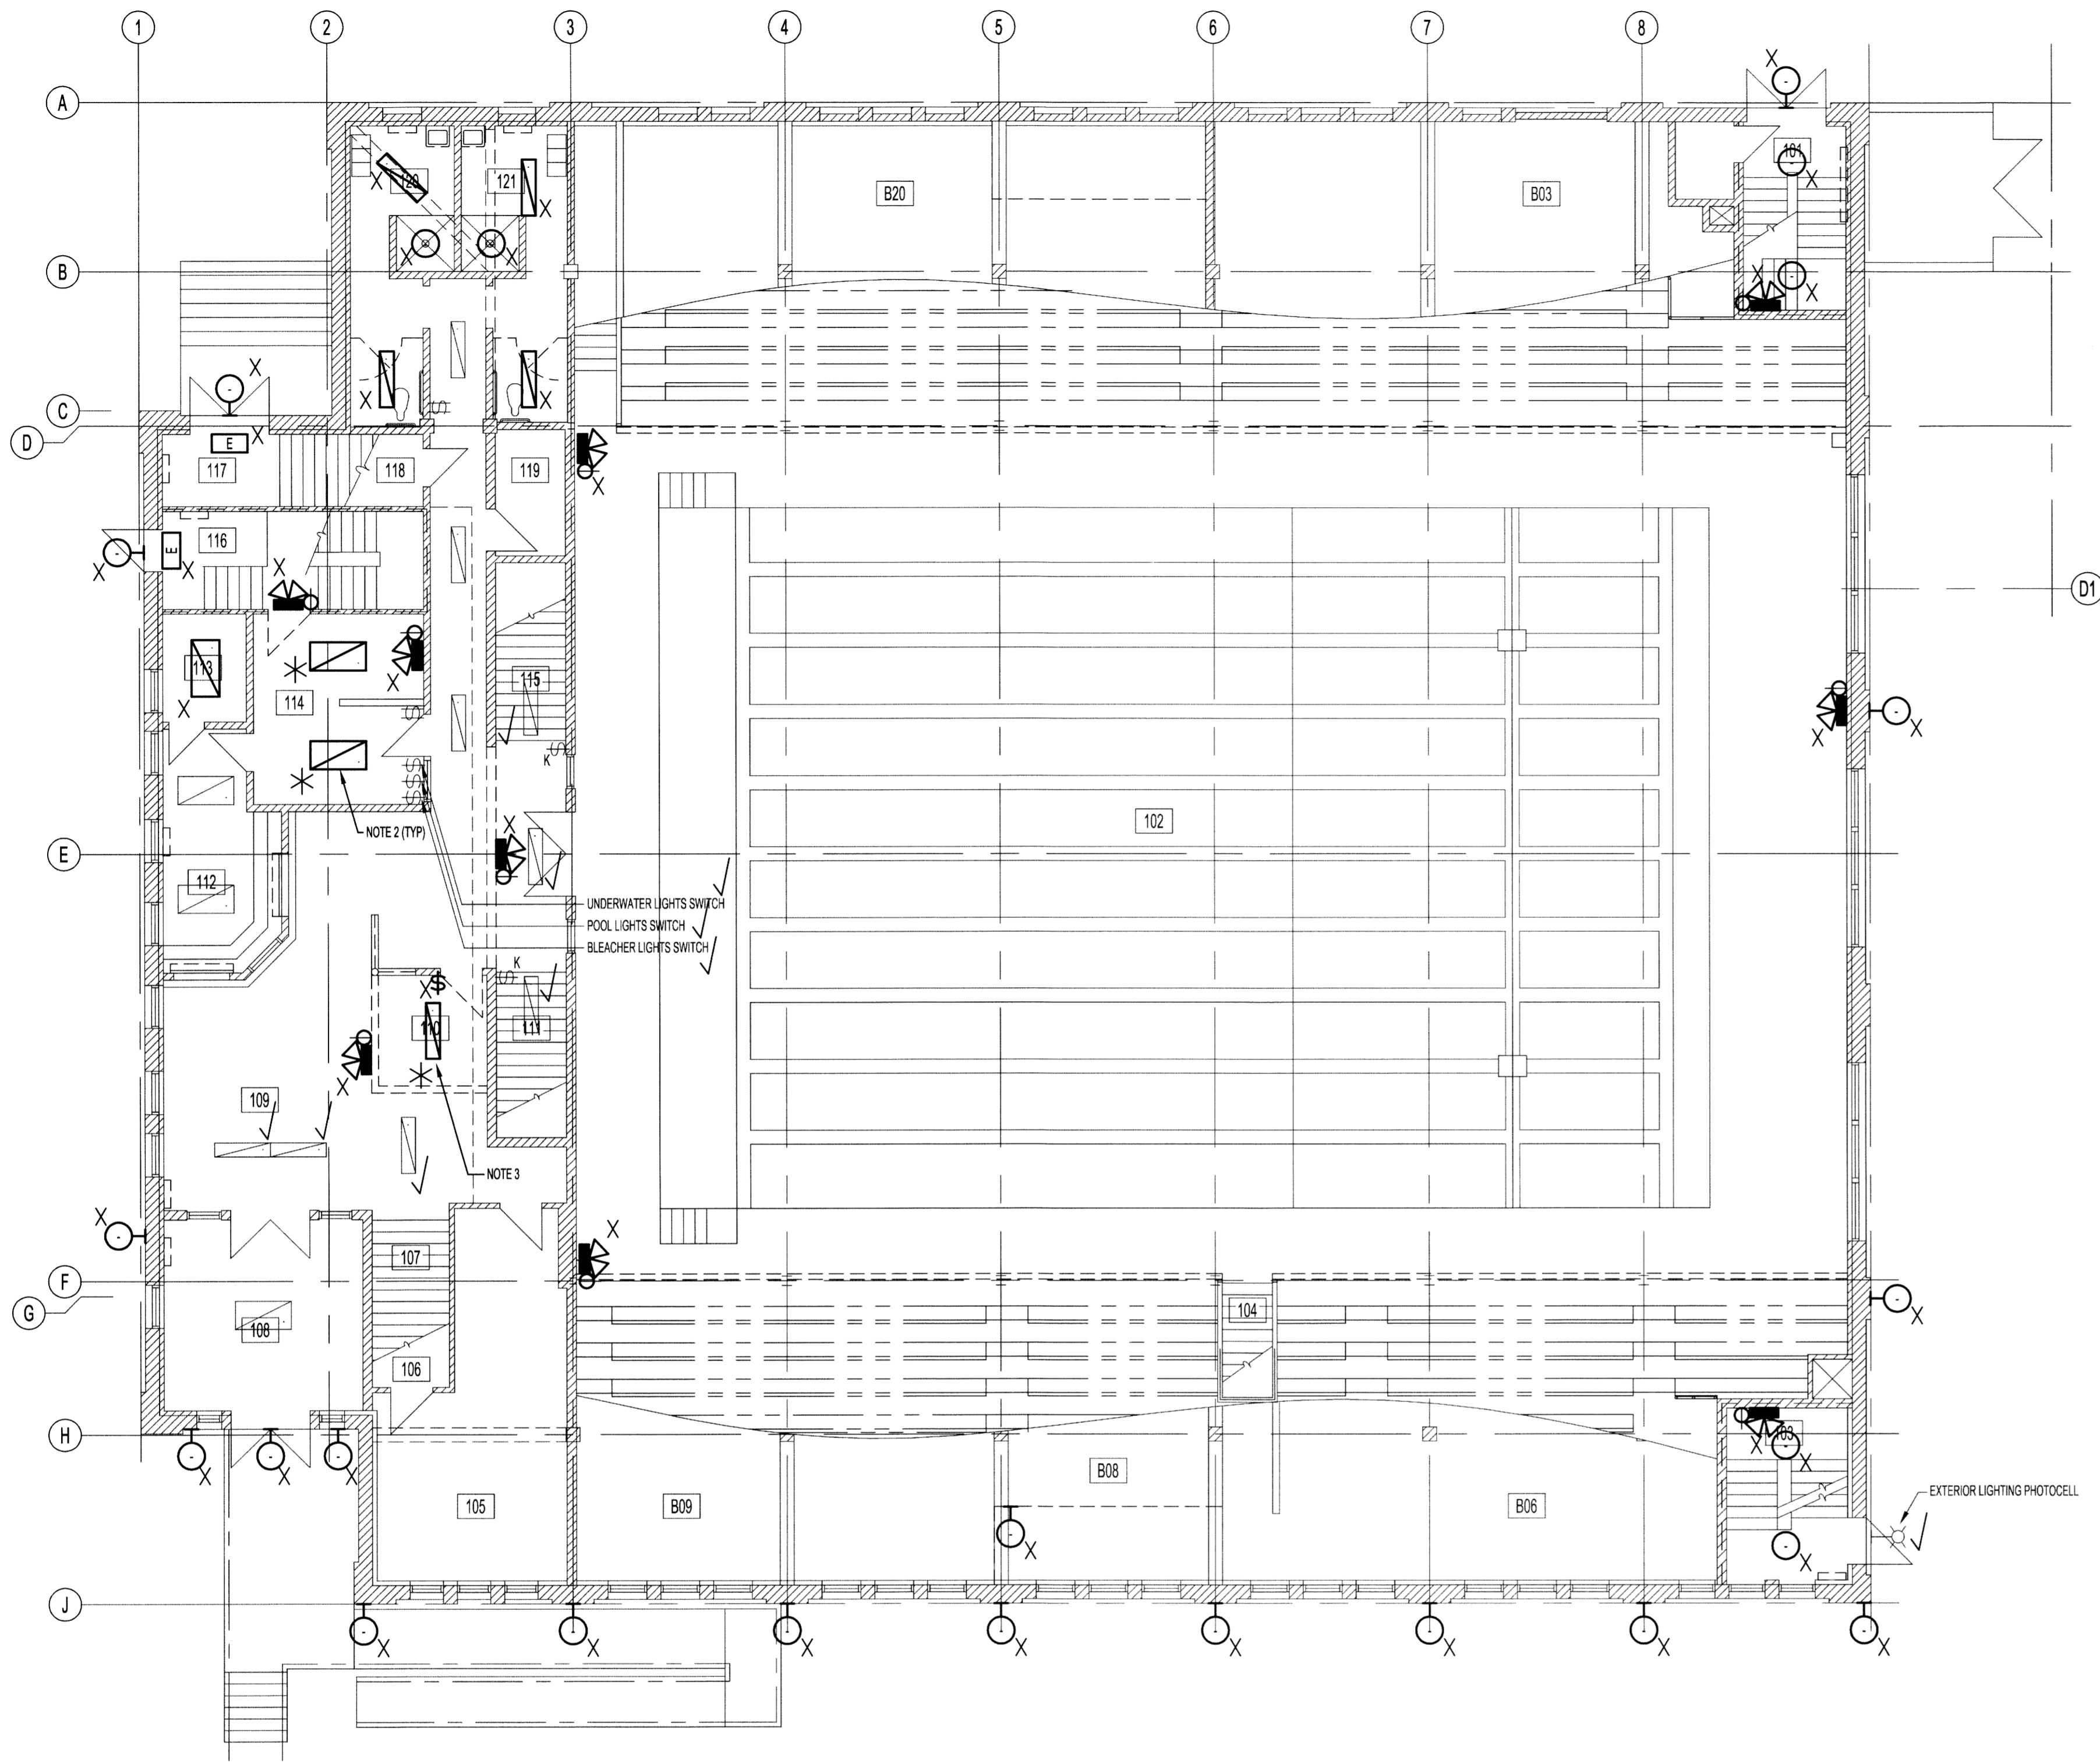 1 2 3 4 5 6 7 8
X
A
120 121 B20 B03 101
X X X
X X
B
X X
X
C
X X
D
E X
117 118 119
X
116
E
X X X
D1
113 114 115
X X
X X
K
102
NOTE 2 (TYP)
X
E
112
UNDERWATER LIGHTS SWITCH
POOL LIGHTS SWITCH
BLEACHER LIGHTS SWITCH
K
X $
110 111
X
109
NOTE 3
X X
107
F
G
104
X
108
106
H
103
X X X X X
B08
105 B09 B06
EXTERIOR LIGHTING PHOTOCELL
X X
J
X X X X X X X X